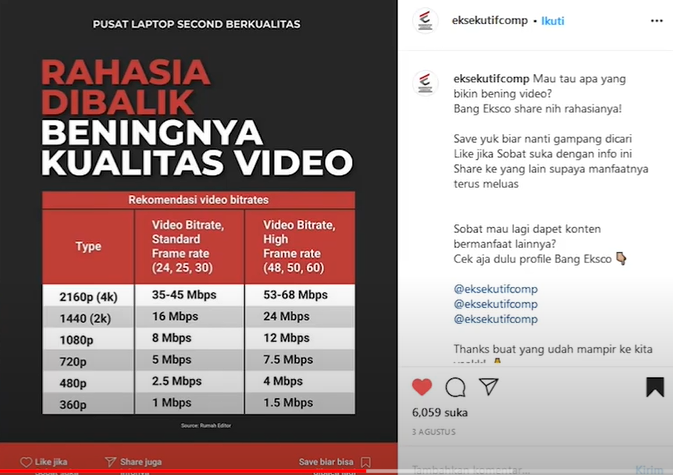 PUSAT LAPTOP SECOND BERKUALITAS
RAHASIA
DIBALIK
BENINGNYA
KUALITAS VIDEO
Rekomendasi video bitrates
Type
Video Bitrate,
Standard
Frame rate
(24, 25, 30)
Video Bitrate,
High
Frame rate
(48, 50, 60)
2160p (4k) 35-45 Mbps 53-68 Mbps
1440 (2k) 16 Mbps 24 Mbps
1080p 8 Mbps 12 Mbps
720p 5 Mbps 7.5 Mbps
480p 2.5 Mbps 4 Mbps
360p 1 Mbps 1.5 Mbps
Source: Rumah Editor
Like jika
Share juga
Save biar bisa
eksekutifcomp • Ikuti
eksekutifcomp Mau tau apa yang
bikin bening video?
Bang Eksco share nih rahasianya!
Save yuk biar nanti gampang dicari
Like jika Sobat suka dengan info ini
Share ke yang lain supaya manfaatnya
terus meluas
Sobat mau lagi dapet konten
bermanfaat lainnya?
Cek aja dulu profile Bang Eksco 👇🏼
@eksekutifcomp
@eksekutifcomp
@eksekutifcomp
Thanks buat yang udah mampir ke kita
6,059 suka
3 AGUSTUS
Tambahkan komentar...
Kirim